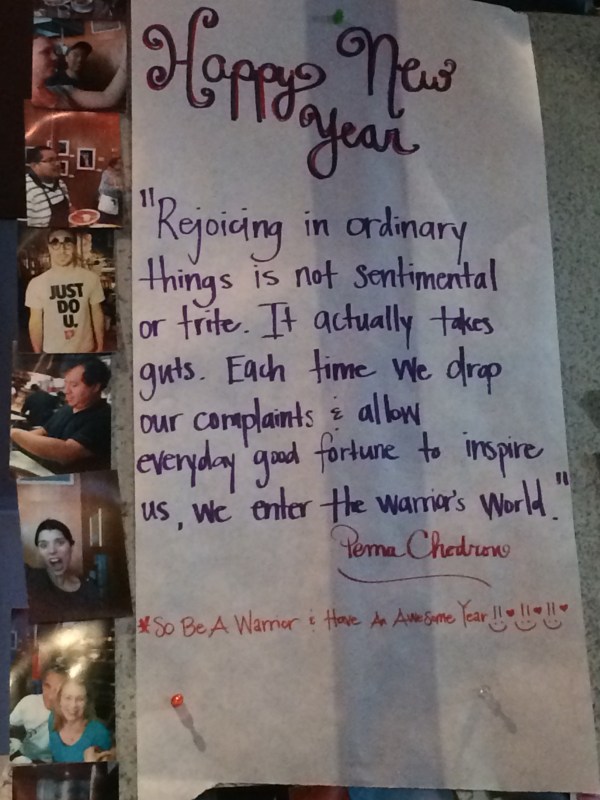 Happy New
Year
"Rejoicing in ordinary
things is not sentimental
or trite. It actually takes
guts. Each time we drop
our complaints & allow
everyday good fortune to inspire
us, we enter the warrior's world."
Pema Chedron
*So Be A Warrior & Have An Awesome Year!! ♥ !! ♥ !! ♥
JUST
DO
U.